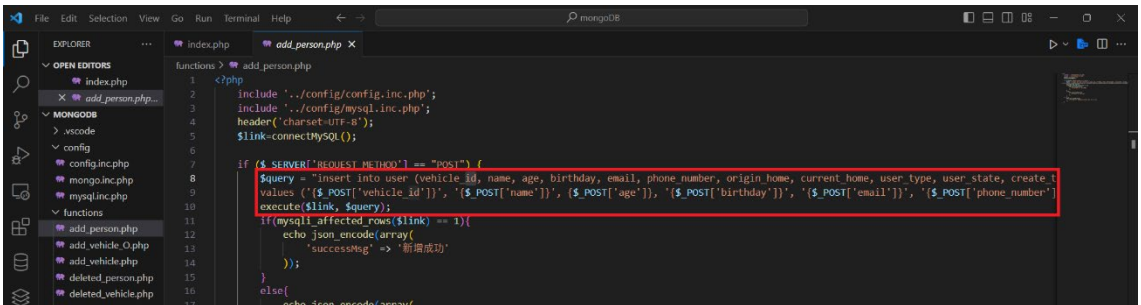 File Edit Selection View Go Run Terminal Help
mongoDB
EXPLORER
index.php
add_person.php
OPEN EDITORS
index.php
add_person.php...
MONGODB
.vscode
config
config.inc.php
mongo.inc.php
mysql.inc.php
functions
add_person.php
add_vehicle_O.php
add_vehicle.php
deleted_person.php
deleted_vehicle.php
functions > add_person.php
1 <?php
2 include '../config/config.inc.php';
3 include '../config/mysql.inc.php';
4 header('charset=UTF-8');
5 $link=connectMySQL();
6
7 if ($_SERVER['REQUEST_METHOD'] == "POST") {
8 $query = "insert into user (vehicle_id, name, age, birthday, email, phone_number, origin_home, current_home, user_type, user_state, create_t
9 values ('{$_POST['vehicle_id']}', '{$_POST['name']}', {$_POST['age']}, '{$_POST['birthday']}', '{$_POST['email']}', '{$_POST['phone_number']
10 execute($link, $query);
11 if(mysqli_affected_rows($link) == 1){
12 echo json_encode(array(
13 'successMsg' => '新增成功'
14 ));
15 }
16 else{
17 echo json_encode(array(